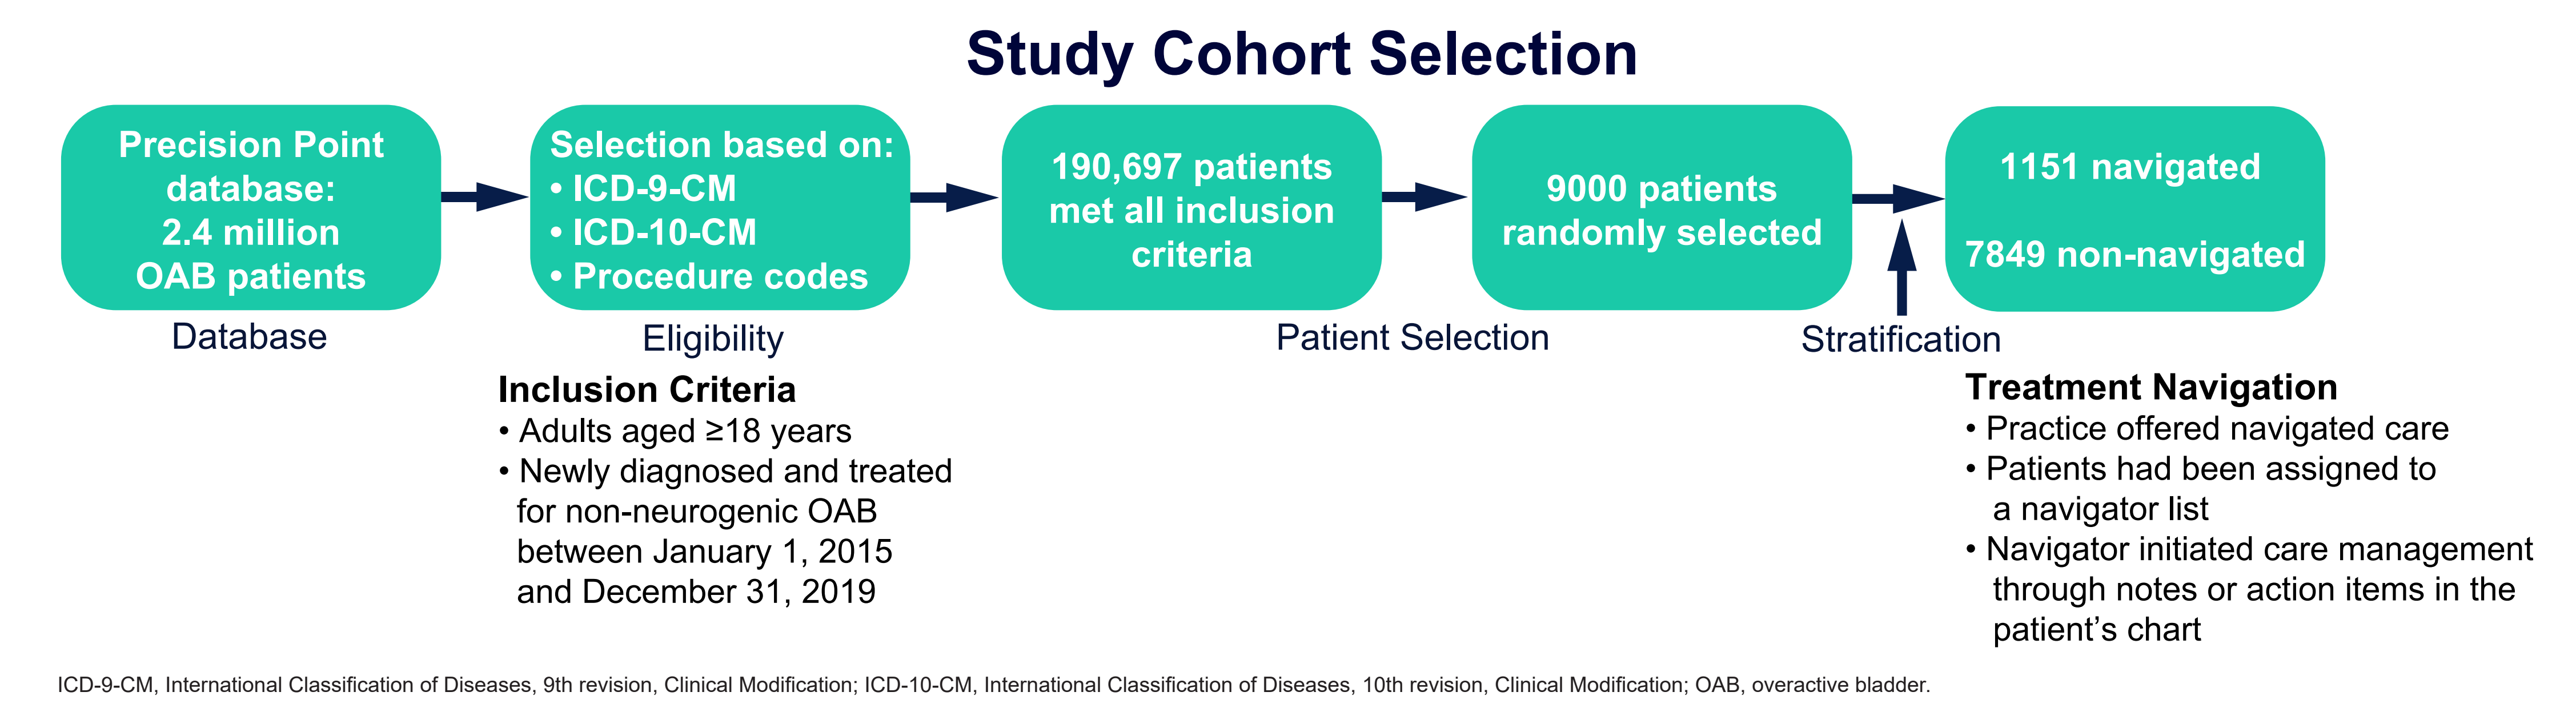 Study Cohort Selection
Precision Point
database:
2.4 million
OAB patients
Database
Selection based on:
• ICD-9-CM
• ICD-10-CM
• Procedure codes
Eligibility
Inclusion Criteria
• Adults aged ≥18 years
• Newly diagnosed and treated
for non-neurogenic OAB
between January 1, 2015
and December 31, 2019
190,697 patients
met all inclusion
criteria
9000 patients
randomly selected
Patient Selection
Stratification
1151 navigated
7849 non-navigated
Treatment Navigation
• Practice offered navigated care
• Patients had been assigned to
a navigator list
• Navigator initiated care management
through notes or action items in the
patient’s chart
ICD-9-CM, International Classification of Diseases, 9th revision, Clinical Modification; ICD-10-CM, International Classification of Diseases, 10th revision, Clinical Modification; OAB, overactive bladder.